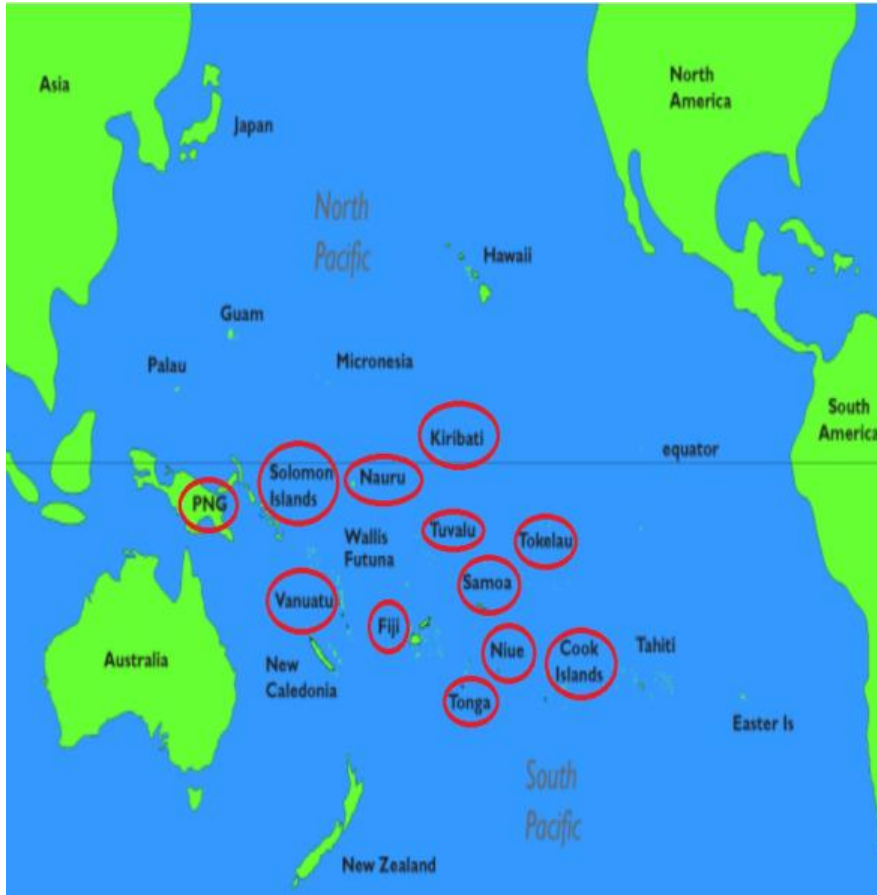 Asia
North
America
Japan
North
Pacific
Hawaii
Guam
Micronesia
Palau
South
America
Kiribati
equator
Solomon
Islands
Nauru
PNG
Tuvalu
Tokelau
Wallis
Futuna
Samoa
Vanuatu
Fiji
Niue
Cook
Islands
Tahiti
Australia
New
Caledonia
Tonga
Easter Is
South
Pacific
New Zealand